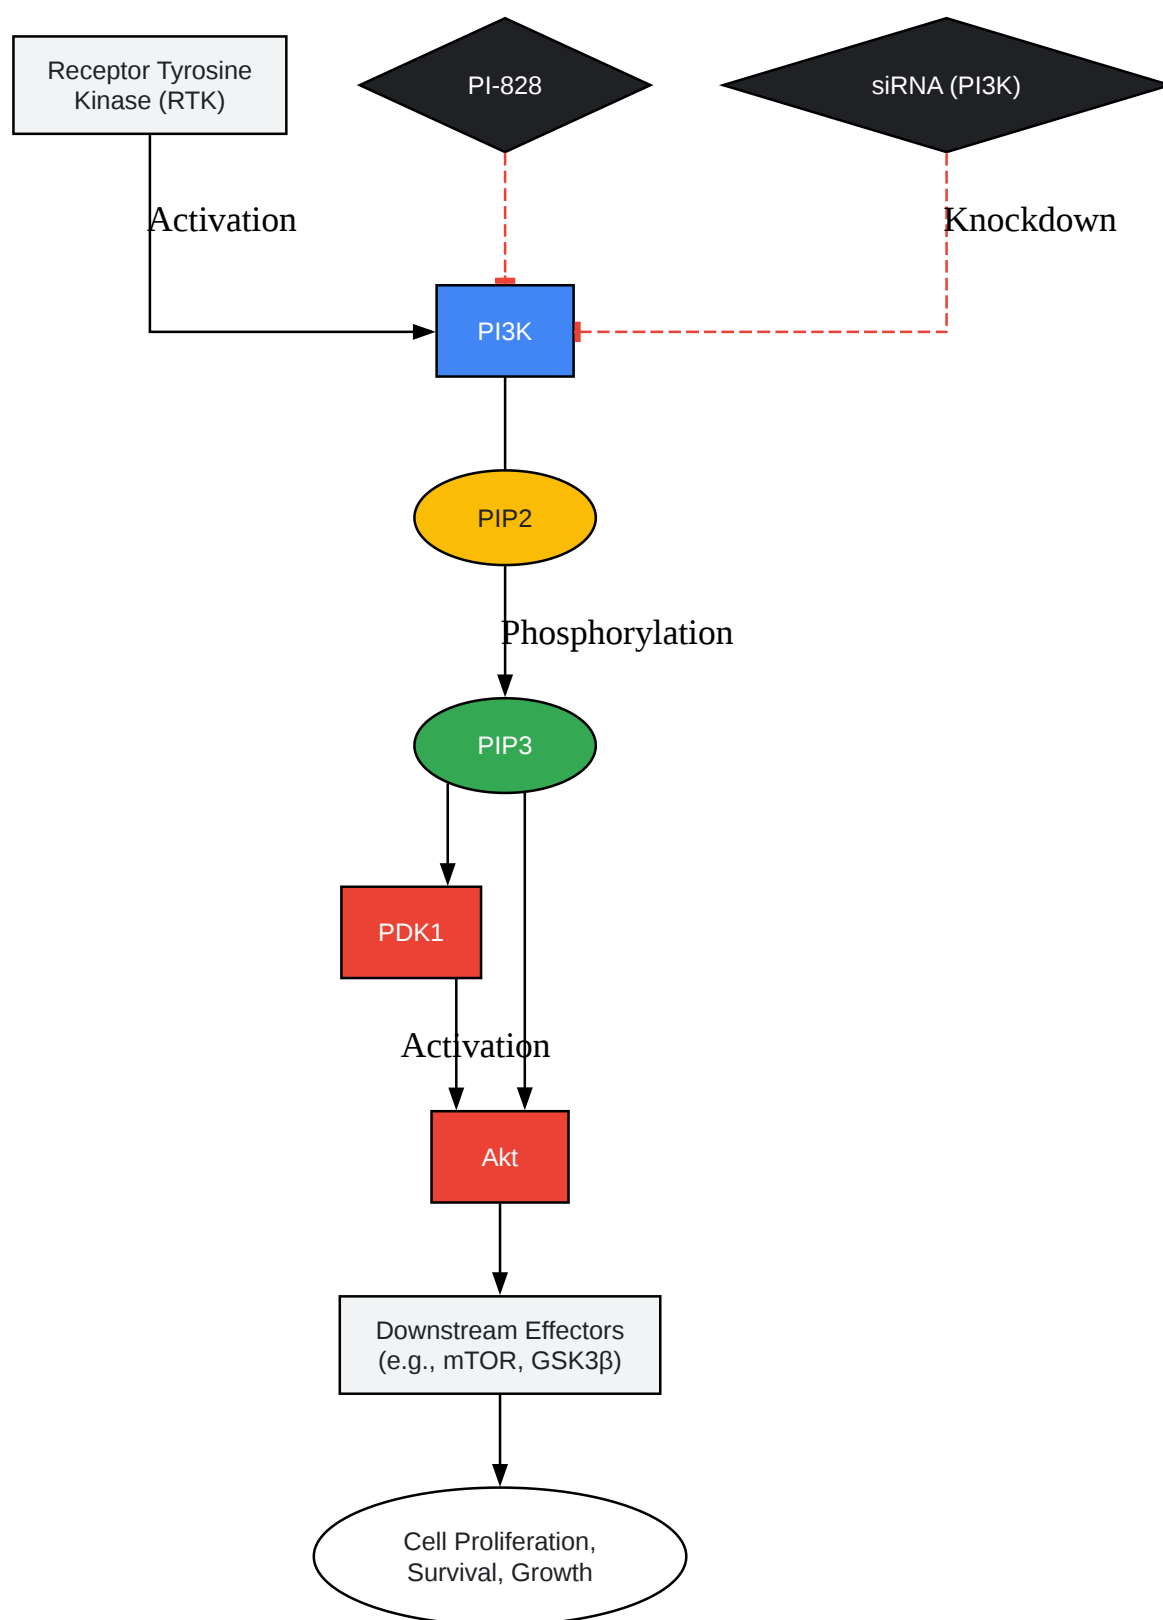 Receptor Tyrosine
Kinase (RTK)
PI-828
siRNA (PI3K)
Activation
Knockdown
PI3K
PIP2
Phosphorylation
PIP3
PDK1
Activation
Akt
Downstream Effectors
(e.g., mTOR, GSK3β)
Cell Proliferation,
Survival, Growth